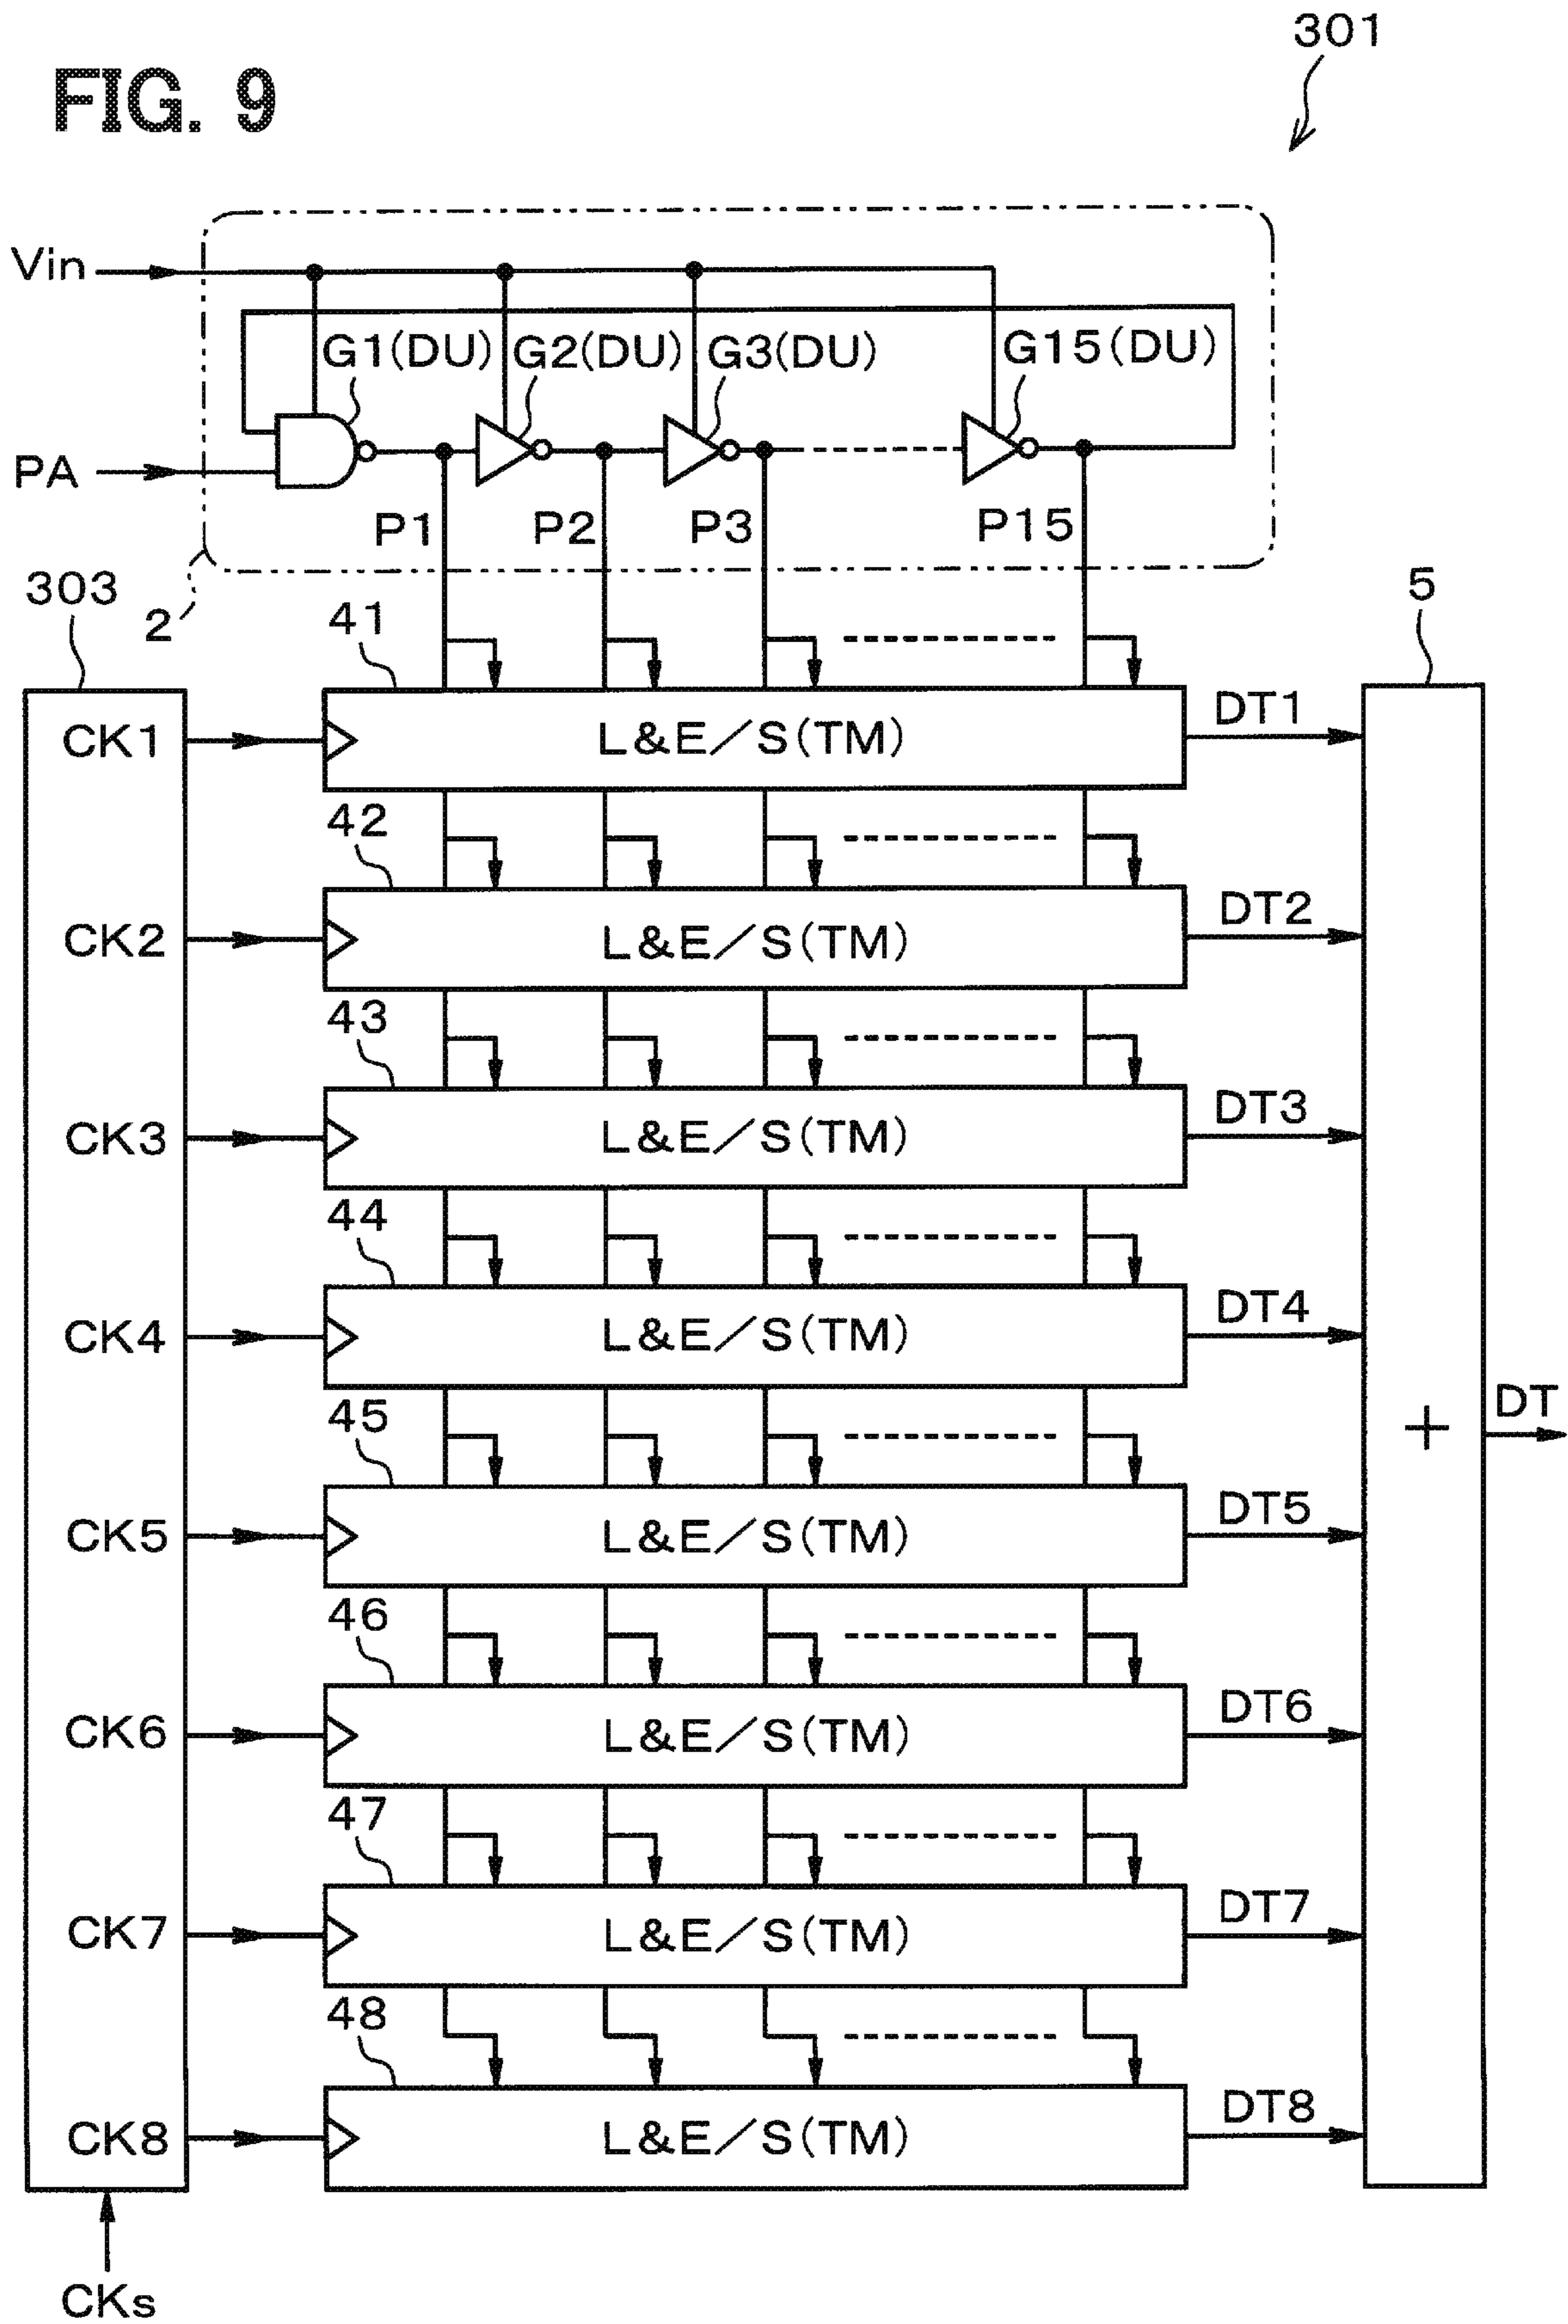 301
FIG. 9
Vin
G1(DU) G2(DU) G3(DU) G15(DU)
PA
P1 P2 P3 P15
303
2
41
5
CK1
L&E/S(TM)
DT1
42
CK2
L&E/S(TM)
DT2
43
CK3
L&E/S(TM)
DT3
44
CK4
L&E/S(TM)
DT4
45
+
DT
CK5
L&E/S(TM)
DT5
46
CK6
L&E/S(TM)
DT6
47
CK7
L&E/S(TM)
DT7
48
CK8
L&E/S(TM)
DT8
CKs